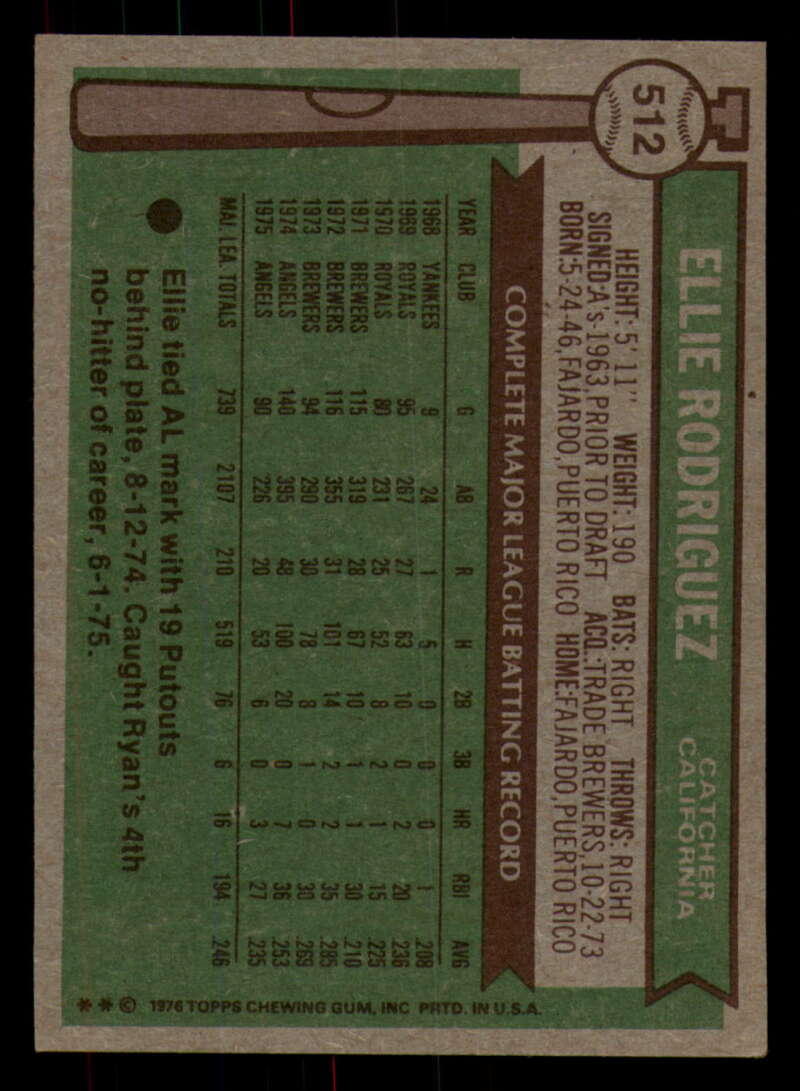 512
ELLIE RODRIGUEZ
CATCHER
CALIFORNIA
HEIGHT: 5' 11" WEIGHT: 190 BATS: RIGHT THROWS: RIGHT
SIGNED: A's-1963, PRIOR TO DRAFT ACQ.: TRADE BREWERS, 10-22-73
BORN: 5-24-46, FAJARDO, PUERTO RICO HOME: FAJARDO, PUERTO RICO
COMPLETE MAJOR LEAGUE BATTING RECORD
YEAR CLUB G AB R H 2B 3B HR RBI AVG
1968 YANKEES 9 24 1 5 0 0 0 1 .208
1969 ROYALS 95 267 27 63 10 0 2 20 .236
1970 ROYALS 80 231 25 52 8 2 1 15 .225
1971 BREWERS 115 319 28 67 10 1 1 30 .210
1972 BREWERS 116 355 31 101 14 2 2 35 .285
1973 BREWERS 94 290 30 78 8 1 0 30 .269
1974 ANGELS 140 395 48 100 20 0 7 36 .253
1975 ANGELS 90 226 20 53 6 0 3 27 .235
MAJ. LEA. TOTALS 739 2107 210 519 76 6 16 194 .246
Ellie tied AL mark with 19 Putouts
behind plate, 8-12-74. Caught Ryan's 4th
no-hitter of career, 6-1-75.
* * © 1976 TOPPS CHEWING GUM, INC PRTD. IN U.S.A.